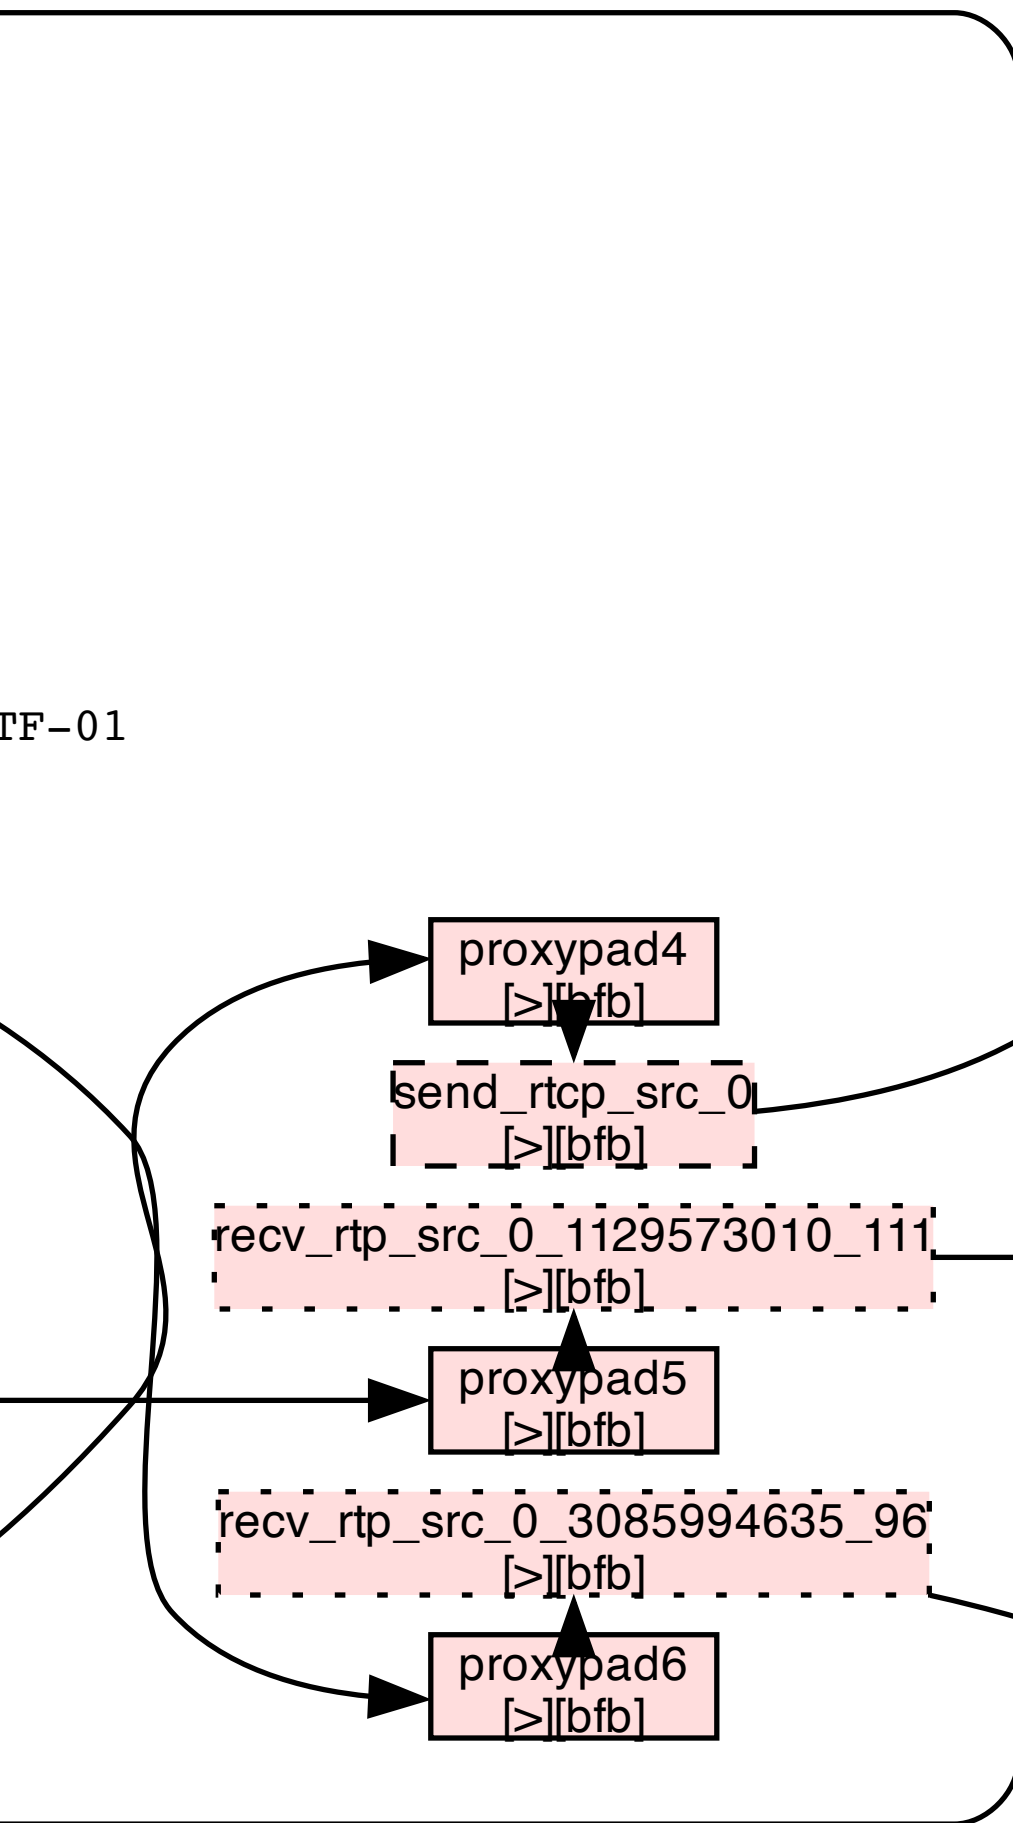 TF-01
proxypad4
[>][bfb]
send_rtcp_src_0
[>][bfb]
recv_rtp_src_0_1129573010_111
[>][bfb]
proxypad5
[>][bfb]
recv_rtp_src_0_3085994635_96
[>][bfb]
proxypad6
[>][bfb]